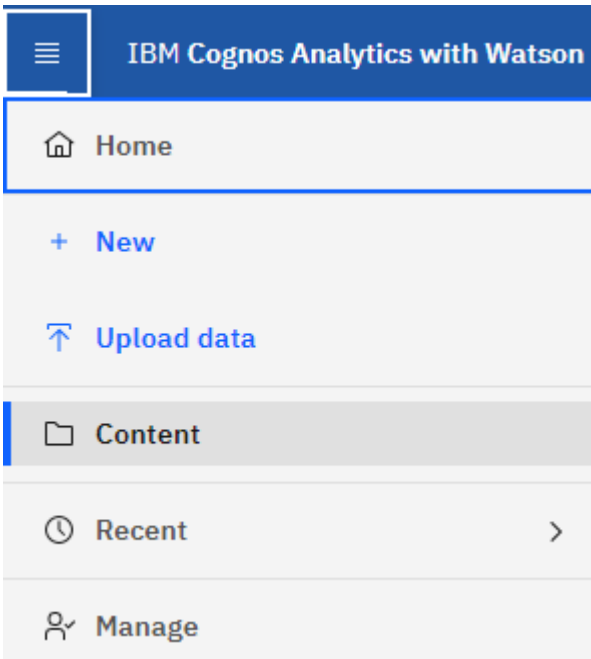 IBM Cognos Analytics with Watson
Home
New
Upload data
Content
Recent
Manage